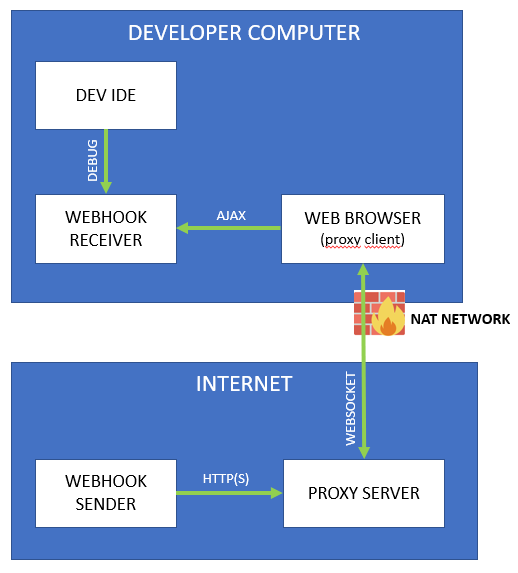 DEVELOPER COMPUTER
DEV IDE
DEBUG
WEBHOOK
RECEIVER
AJAX
WEB BROWSER
(proxy client)
NAT NETWORK
INTERNET
WEBSOCKET
WEBHOOK
SENDER
HTTP(S)
PROXY SERVER